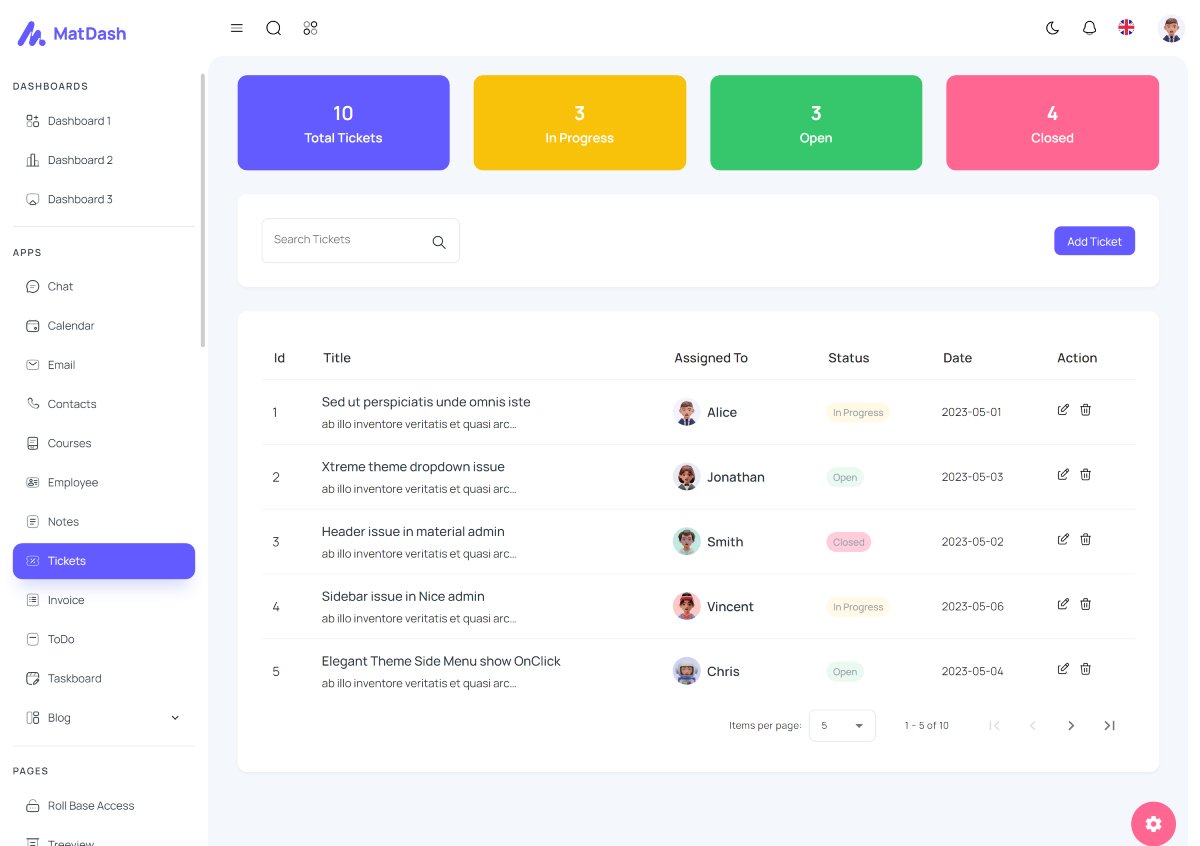 MatDash
DASHBOARDS
Dashboard 1
Dashboard 2
Dashboard 3
APPS
Chat
Calendar
Email
Contacts
Courses
Employee
Notes
Tickets
Invoice
ToDo
Taskboard
Blog
PAGES
Roll Base Access
Treeview
10
Total Tickets
3
In Progress
3
Open
4
Closed
Search Tickets
Add Ticket
Id Title Assigned To Status Date Action
1 Sed ut perspiciatis unde omnis iste Alice In Progress 2023-05-01
ab illo inventore veritatis et quasi arc...
2 Xtreme theme dropdown issue Jonathan Open 2023-05-03
ab illo inventore veritatis et quasi arc...
3 Header issue in material admin Smith Closed 2023-05-02
ab illo inventore veritatis et quasi arc...
4 Sidebar issue in Nice admin Vincent In Progress 2023-05-06
ab illo inventore veritatis et quasi arc...
5 Elegant Theme Side Menu show OnClick Chris Open 2023-05-04
ab illo inventore veritatis et quasi arc...
Items per page: 5 1 – 5 of 10